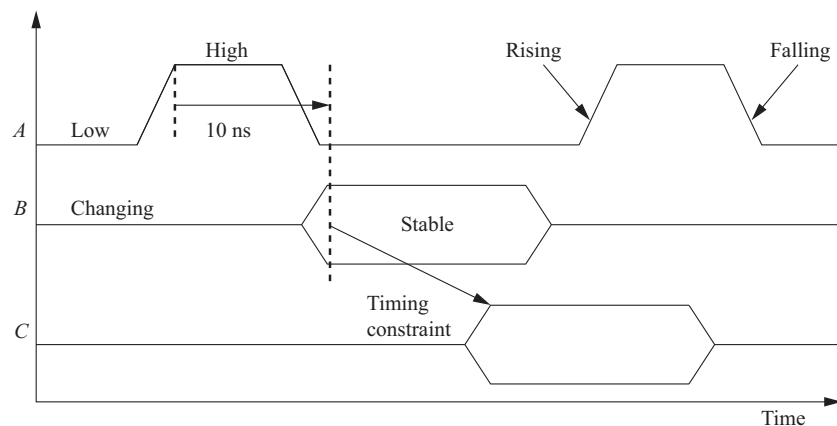 High
Rising
Falling
A
Low
10 ns
B
Changing
Stable
Timing
constraint
C
Time